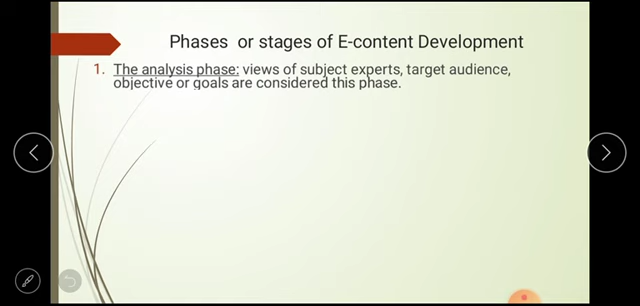 Phases or stages of E-content Development
1. The analysis phase: views of subject experts, target audience,
objective or goals are considered this phase.